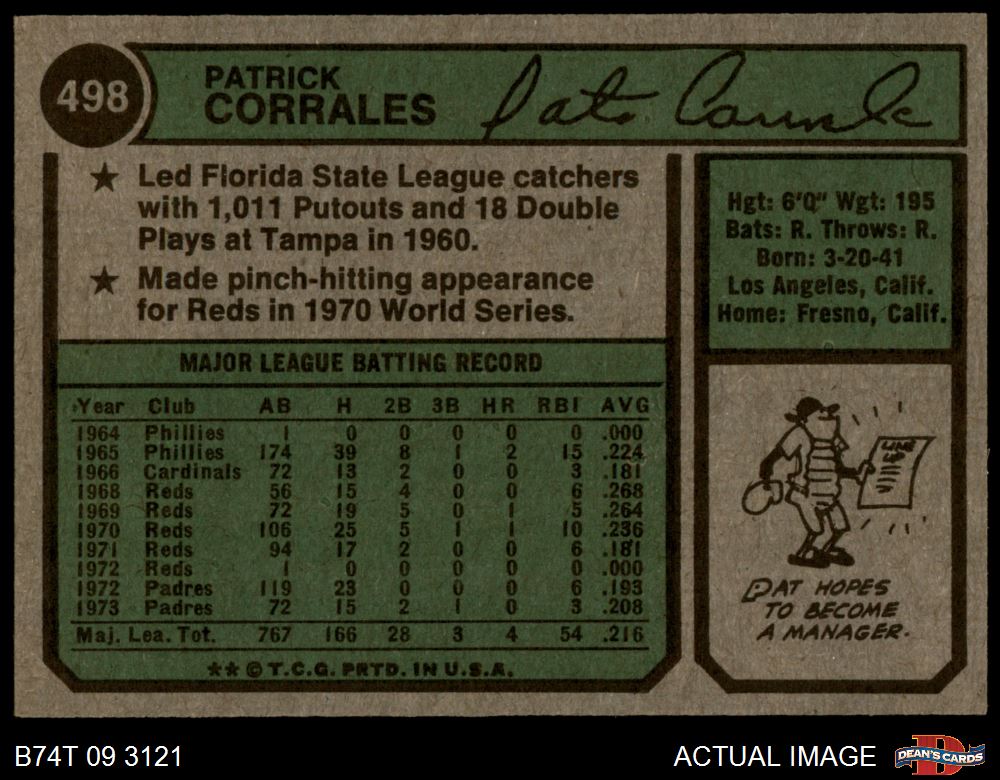 498
PATRICK
CORRALES
Pat Corrales
★ Led Florida State League catchers
with 1,011 Putouts and 18 Double
Plays at Tampa in 1960.
★ Made pinch-hitting appearance
for Reds in 1970 World Series.
Hgt: 6'0" Wgt: 195
Bats: R. Throws: R.
Born: 3-20-41
Los Angeles, Calif.
Home: Fresno, Calif.
MAJOR LEAGUE BATTING RECORD
Year Club AB H 2B 3B HR RBI AVG
1964 Phillies 1 0 0 0 0 0 .000
1965 Phillies 174 39 8 1 2 15 .224
1966 Cardinals 72 13 2 0 0 3 .181
1968 Reds 56 15 4 0 0 6 .268
1969 Reds 72 19 5 0 1 5 .264
1970 Reds 106 25 5 1 1 10 .236
1971 Reds 94 17 2 0 0 6 .181
1972 Reds 1 0 0 0 0 0 .000
1972 Padres 119 23 0 0 0 6 .193
1973 Padres 72 15 2 1 0 3 .208
Maj. Lea. Tot. 767 166 28 3 4 54 .216
★★ © T.C.G. PRTD. IN U.S.A.
LINE
UP
PAT HOPES
TO BECOME
A MANAGER.
B74T 09 3121
ACTUAL IMAGE
D
DEAN'S CARDS